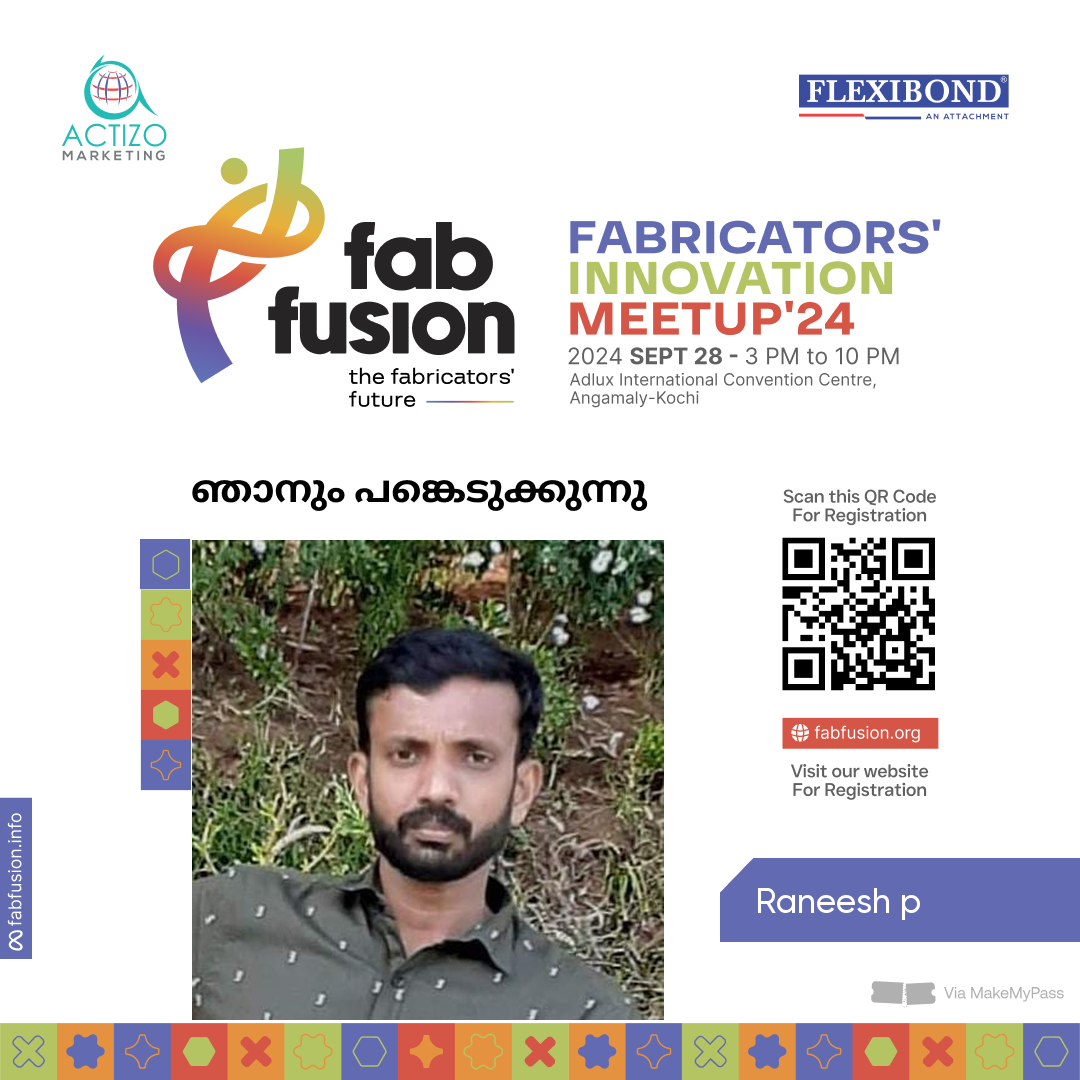 ACTIZO
MARKETING
FLEXIBOND®
AN ATTACHMENT
fab
fusion
the fabricators'
future
FABRICATORS'
INNOVATION
MEETUP'24
2024 SEPT 28 - 3 PM to 10 PM
Adlux International Convention Centre,
Angamaly-Kochi
ഞാനും പങ്കെടുക്കുന്നു
Scan this QR Code
For Registration
fabfusion.org
Visit our website
For Registration
fabfusion.info
Raneesh p
Via MakeMyPass